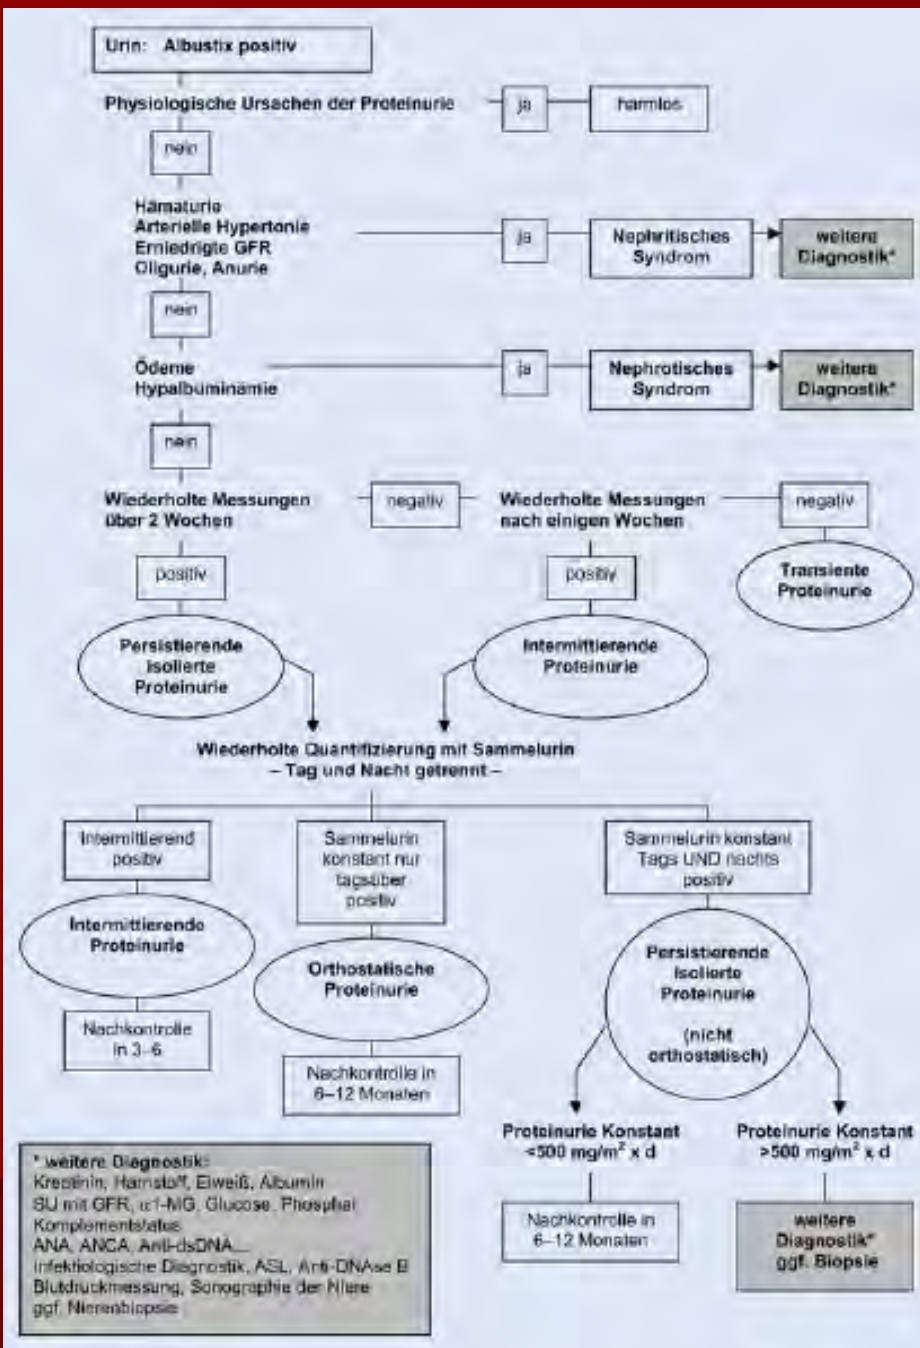 Urin: Albustix positiv
Physiologische Ursachen der Proteinurie
ja
harmlos
nein
Hämaturie
Arterielle Hypertonie
Erniedrigte GFR
Oligurie, Anurie
ja
Nephritisches
Syndrom
weitere
Diagnostik*
nein
Ödeme
Hypalbuminämie
ja
Nephrotisches
Syndrom
weitere
Diagnostik*
nein
Wiederholte Messungen
über 2 Wochen
negativ
Wiederholte Messungen
nach einigen Wochen
negativ
positiv
positiv
Transiente
Proteinurie
Persistierende
isolierte
Proteinurie
Intermittierende
Proteinurie
Wiederholte Quantifizierung mit Sammelurin
– Tag und Nacht getrennt –
Intermittierend
positiv
Sammelurin
konstant nur
tagsüber
positiv
Sammelurin konstant
Tags UND nachts
positiv
Intermittierende
Proteinurie
Orthostatische
Proteinurie
Persistierende
isolierte
Proteinurie
(nicht
orthostatisch)
Nachkontrolle
in 3–6
Nachkontrolle in
6–12 Monaten
Proteinurie Konstant
<500 mg/m² x d
Proteinurie Konstant
>500 mg/m² x d
Nachkontrolle in
6–12 Monaten
weitere
Diagnostik*
ggf. Biopsie
* weitere Diagnostik:
Kreatinin, Harnstoff, Eiweiß, Albumin
SU mit GFR, α1-MG, Glucose, Phosphat
Komplementstatus
ANA, ANCA, Anti-dsDNA...
Infektiologische Diagnostik, ASL, Anti-DNAse B
Blutdruckmessung, Sonographie der Niere
ggf. Nierenbiopsie